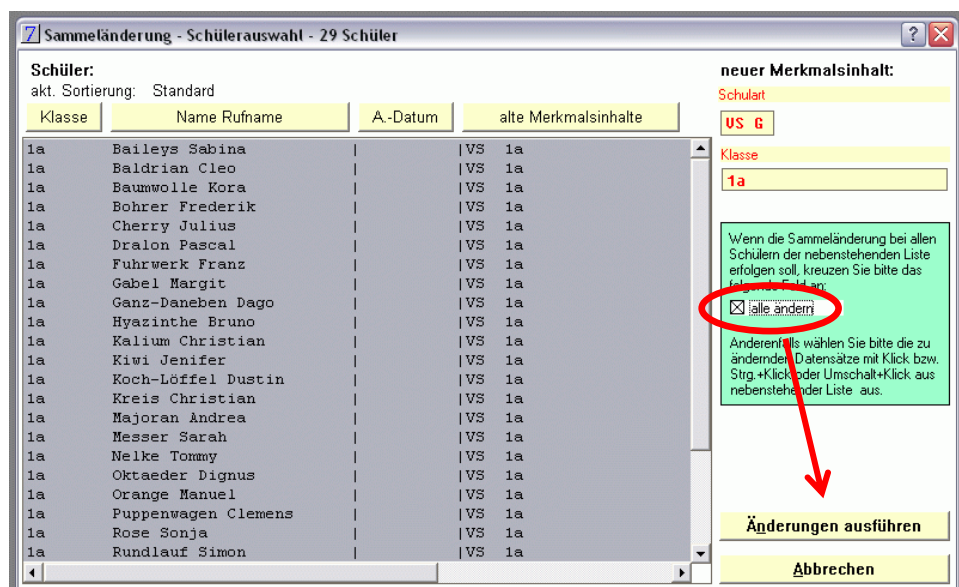 7 Sammeländerung - Schülerauswahl - 29 Schüler
Schüler:
akt. Sortierung: Standard
Klasse Name Rufname A.-Datum alte Merkmalsinhalte
1a Baileys Sabina | |VS 1a
1a Baldrian Cleo | |VS 1a
1a Baumwolle Kora | |VS 1a
1a Bohrer Frederik | |VS 1a
1a Cherry Julius | |VS 1a
1a Dralon Pascal | |VS 1a
1a Fuhrwerk Franz | |VS 1a
1a Gabel Margit | |VS 1a
1a Ganz-Daneben Dago | |VS 1a
1a Hyazinthe Bruno | |VS 1a
1a Kalium Christian | |VS 1a
1a Kiwi Jenifer | |VS 1a
1a Koch-Löffel Dustin | |VS 1a
1a Kreis Christian | |VS 1a
1a Majoran Andrea | |VS 1a
1a Messer Sarah | |VS 1a
1a Nelke Tommy | |VS 1a
1a Oktaeder Dignus | |VS 1a
1a Orange Manuel | |VS 1a
1a Puppenwagen Clemens | |VS 1a
1a Rose Sonja | |VS 1a
1a Rundlauf Simon | |VS 1a
neuer Merkmalsinhalt:
Schulart
VS G
Klasse
1a
Wenn die Sammeländerung bei allen
Schülern der nebenstehenden Liste
erfolgen soll, kreuzen Sie bitte das
folgende Feld an:
alle ändern
Anderenfalls wählen Sie bitte die zu
ändernden Datensätze mit Klick bzw.
Strg.+Klick oder Umschalt+Klick aus
nebenstehender Liste aus.
Änderungen ausführen
Abbrechen